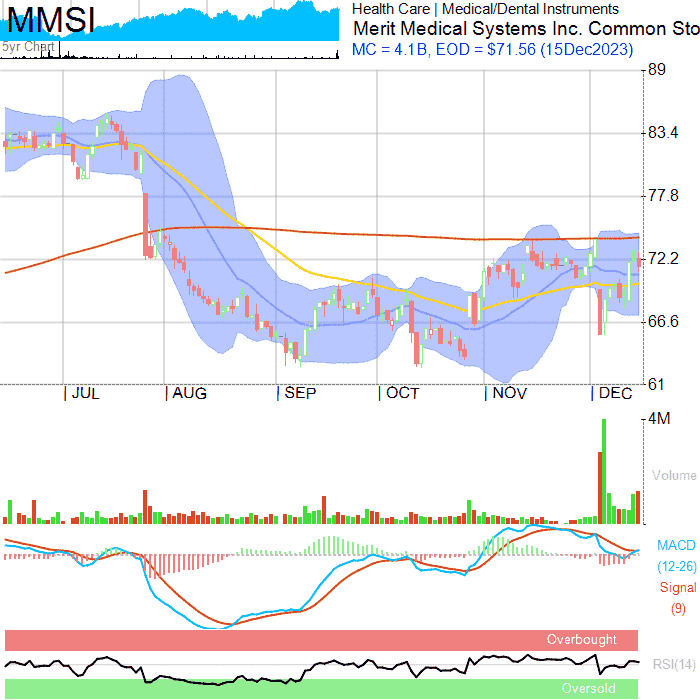 MMSI
5yr Chart
Health Care | Medical/Dental Instruments
Merit Medical Systems Inc. Common Sto
MC = 4.1B, EOD = $71.56 (15Dec2023)
89
83.4
77.8
72.2
66.6
61
JUL AUG SEP OCT NOV DEC
4M
Volume
MACD
(12-26)
Signal
(9)
Overbought
RSI(14)
Oversold